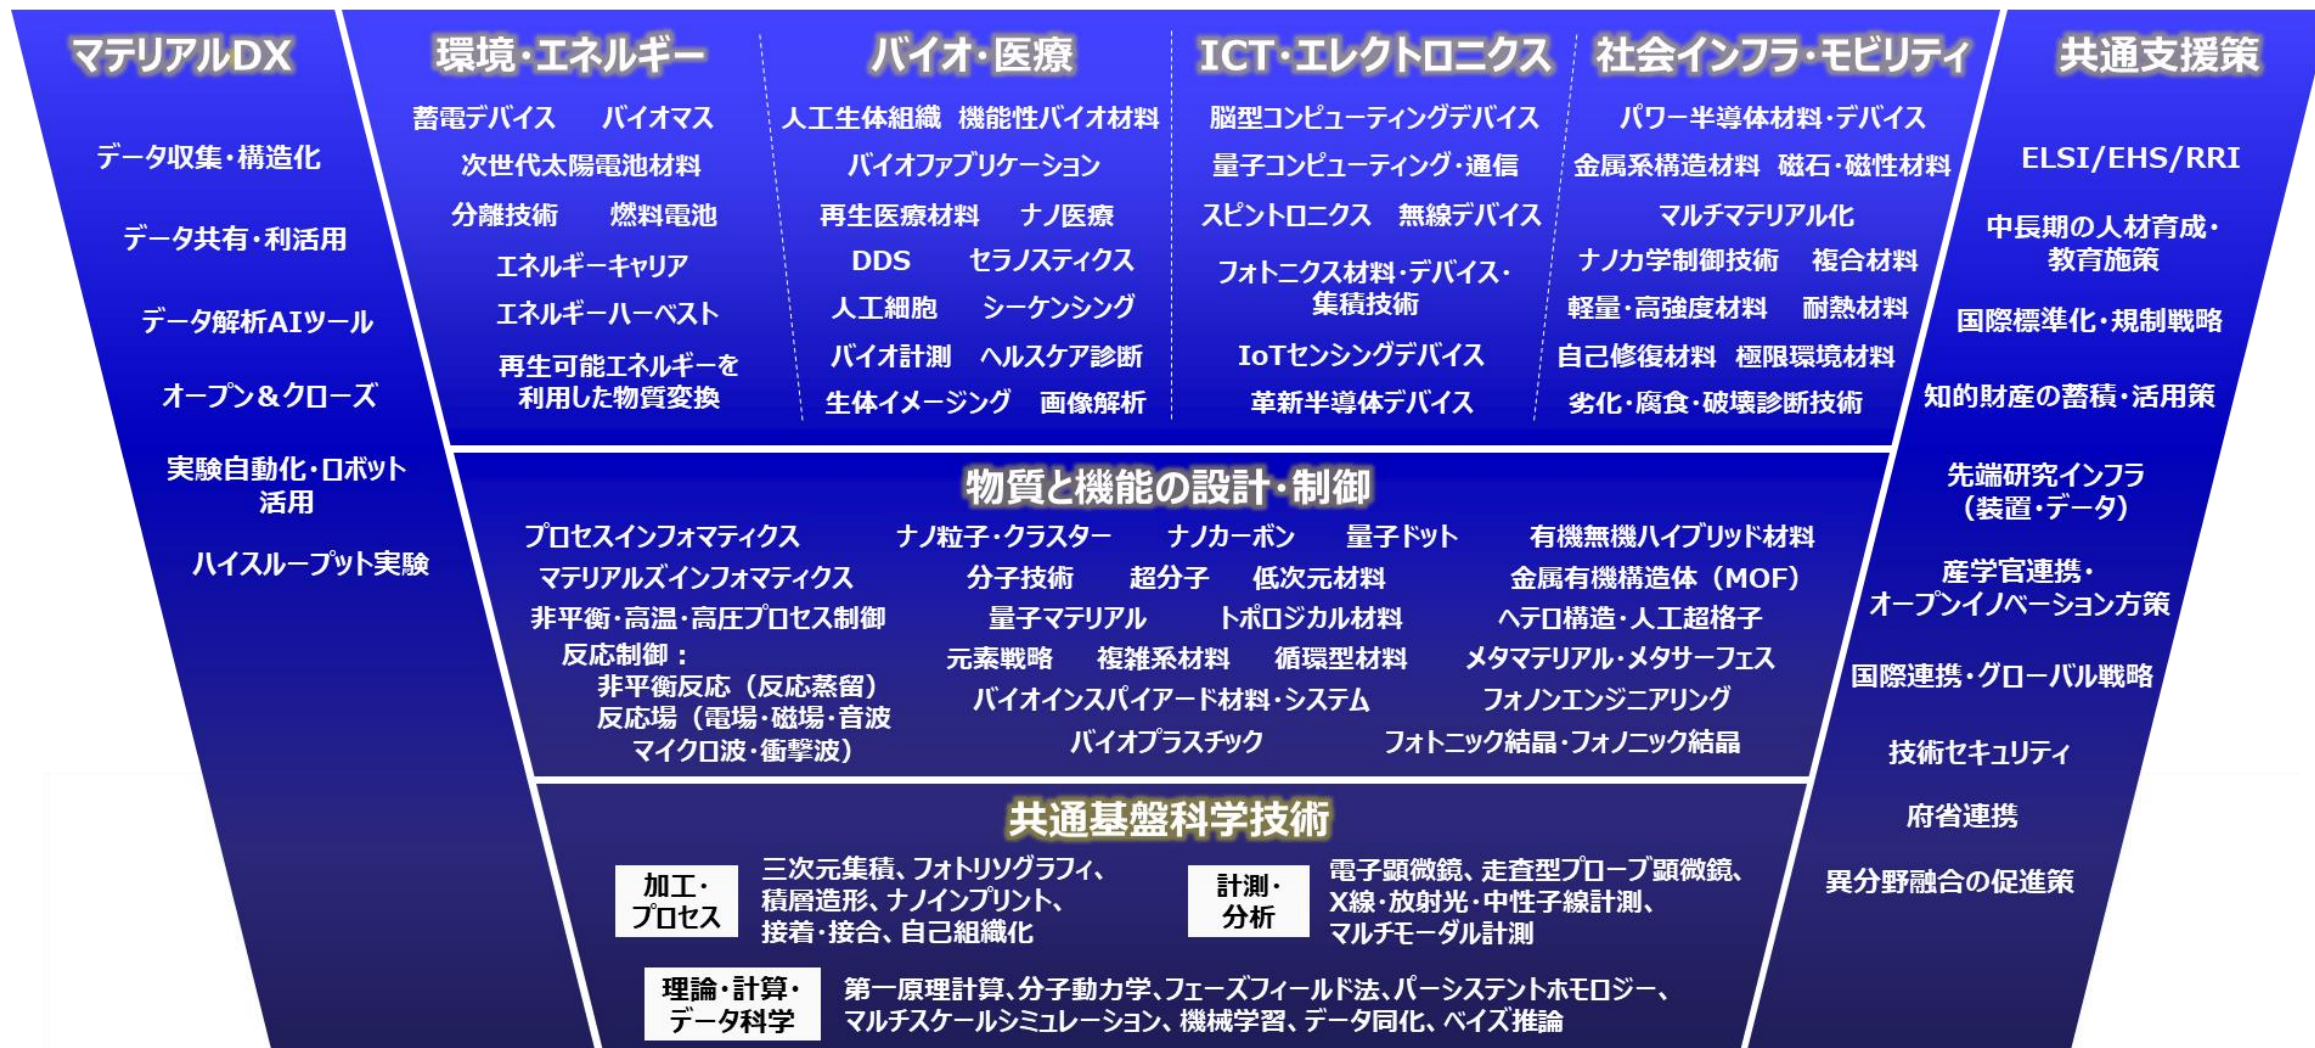 マテリアルDX
データ収集・構造化
データ共有・利活用
データ解析AIツール
オープン&クローズ
実験自動化・ロボット
活用
ハイスループット実験
環境・エネルギー
蓄電デバイス バイオマス
次世代太陽電池材料
分離技術 燃料電池
エネルギーキャリア
エネルギーハーベスト
再生可能エネルギーを
利用した物質変換
バイオ・医療
人工生体組織 機能性バイオ材料
バイオファブリケーション
再生医療材料 ナノ医療
DDS セラノスティクス
人工細胞 シーケンシング
バイオ計測 ヘルスケア診断
生体イメージング 画像解析
ICT・エレクトロニクス
脳型コンピューティングデバイス
量子コンピューティング・通信
スピントロニクス 無線デバイス
フォトニクス材料・デバイス・
集積技術
IoTセンシングデバイス
革新半導体デバイス
社会インフラ・モビリティ
パワー半導体材料・デバイス
金属系構造材料 磁石・磁性材料
マルチマテリアル化
ナノ力学制御技術 複合材料
軽量・高強度材料 耐熱材料
自己修復材料 極限環境材料
劣化・腐食・破壊診断技術
物質と機能の設計・制御
プロセスインフォマティクス ナノ粒子・クラスター ナノカーボン 量子ドット 有機無機ハイブリッド材料
マテリアルズインフォマティクス 分子技術 超分子 低次元材料 金属有機構造体(MOF)
非平衡・高温・高圧プロセス制御 量子マテリアル トポロジカル材料 ヘテロ構造・人工超格子
反応制御: 元素戦略 複雑系材料 循環型材料 メタマテリアル・メタサーフェス
非平衡反応(反応蒸留) バイオインスパイアード材料・システム フォノンエンジニアリング
反応場(電場・磁場・音波
マイクロ波・衝撃波) バイオプラスチック フォトニック結晶・フォノニック結晶
共通基盤科学技術
加工・
プロセス
三次元集積、フォトリソグラフィ、
積層造形、ナノインプリント、
接着・接合、自己組織化
計測・
分析
電子顕微鏡、走査型プローブ顕微鏡、
X線・放射光・中性子線計測、
マルチモーダル計測
理論・計算・
データ科学
第一原理計算、分子動力学、フェーズフィールド法、パーシステントホモロジー、
マルチスケールシミュレーション、機械学習、データ同化、ベイズ推論
共通支援策
ELSI/EHS/RRI
中長期の人材育成・
教育施策
国際標準化・規制戦略
知的財産の蓄積・活用策
先端研究インフラ
(装置・データ)
産学官連携・
オープンイノベーション方策
国際連携・グローバル戦略
技術セキュリティ
府省連携
異分野融合の促進策